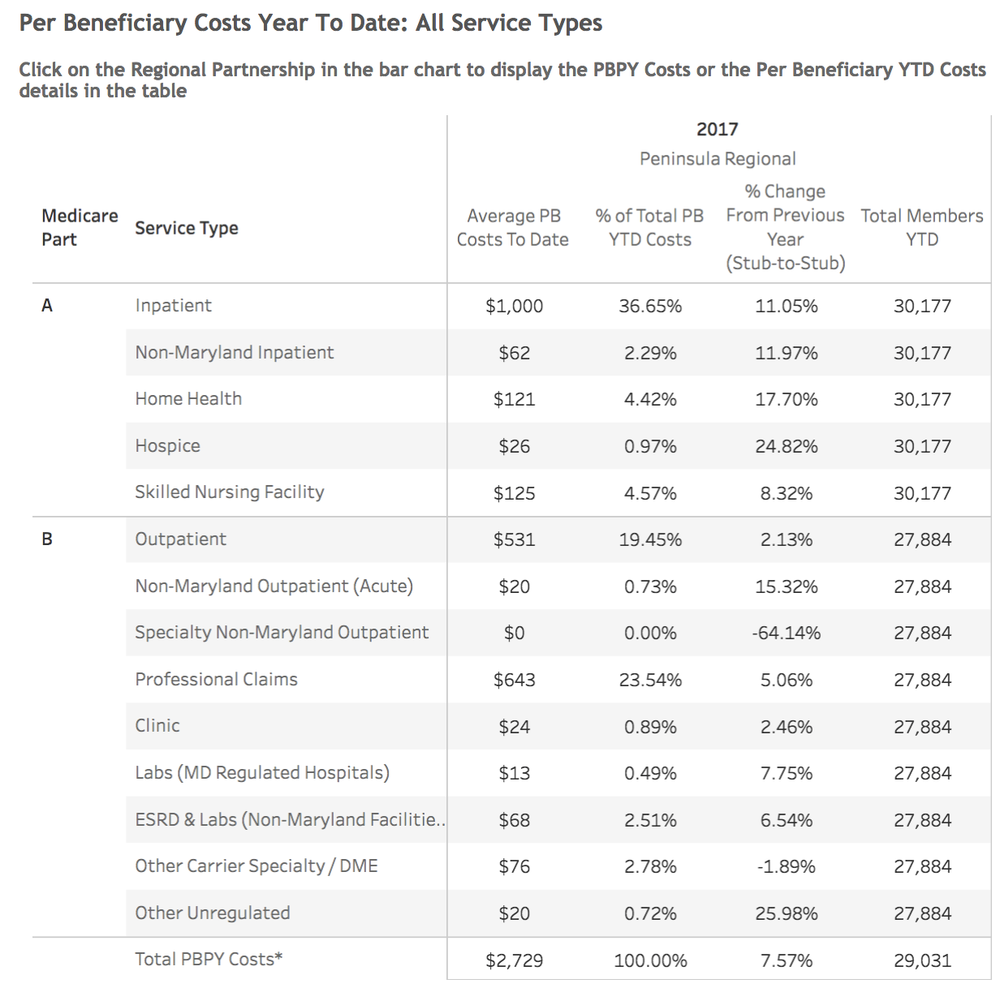 Per Beneficiary Costs Year To Date: All Service Types
Click on the Regional Partnership in the bar chart to display the PBPY Costs or the Per Beneficiary YTD Costs
details in the table
2017
Peninsula Regional
Medicare Part Service Type Average PB Costs To Date % of Total PB YTD Costs % Change From Previous Year (Stub-to-Stub) Total Members YTD
A Inpatient $1,000 36.65% 11.05% 30,177
Non-Maryland Inpatient $62 2.29% 11.97% 30,177
Home Health $121 4.42% 17.70% 30,177
Hospice $26 0.97% 24.82% 30,177
Skilled Nursing Facility $125 4.57% 8.32% 30,177
B Outpatient $531 19.45% 2.13% 27,884
Non-Maryland Outpatient (Acute) $20 0.73% 15.32% 27,884
Specialty Non-Maryland Outpatient $0 0.00% -64.14% 27,884
Professional Claims $643 23.54% 5.06% 27,884
Clinic $24 0.89% 2.46% 27,884
Labs (MD Regulated Hospitals) $13 0.49% 7.75% 27,884
ESRD & Labs (Non-Maryland Facilitie.. $68 2.51% 6.54% 27,884
Other Carrier Specialty / DME $76 2.78% -1.89% 27,884
Other Unregulated $20 0.72% 25.98% 27,884
Total PBPY Costs* $2,729 100.00% 7.57% 29,031